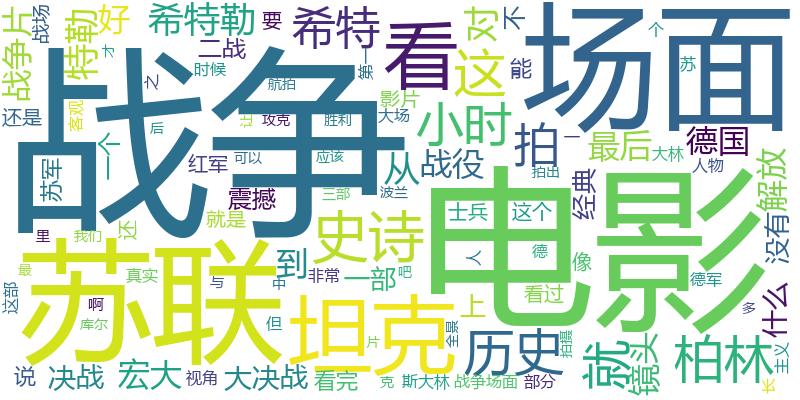 战争片
战场
特勒
好
希特勒
二战
要
希特
看
对
这
不
能
个
苏
才
场面
还是
客观
之
时候
航拍
第一
影片
战争
一个
后
让
攻克
胜利
大场
小时
拍
一
最后
大林
德国
人物
苏军
红军
可以
应该
从
战役
拍出
经典
解放
震撼
三部
波兰
电影
里
我们
还
就是
史诗
士兵
这个
没有
苏联
到
非常
一部
吧
人
德
像
最
真实
与
中
这部
啊
但
坦克
上
看过
德军
多
什么
库尔
片
全景
历史
拍摄
就
镜头
柏林
主义
说
决战
宏大
视角
大决战
看完
克
斯大林
战争场面
部分
长